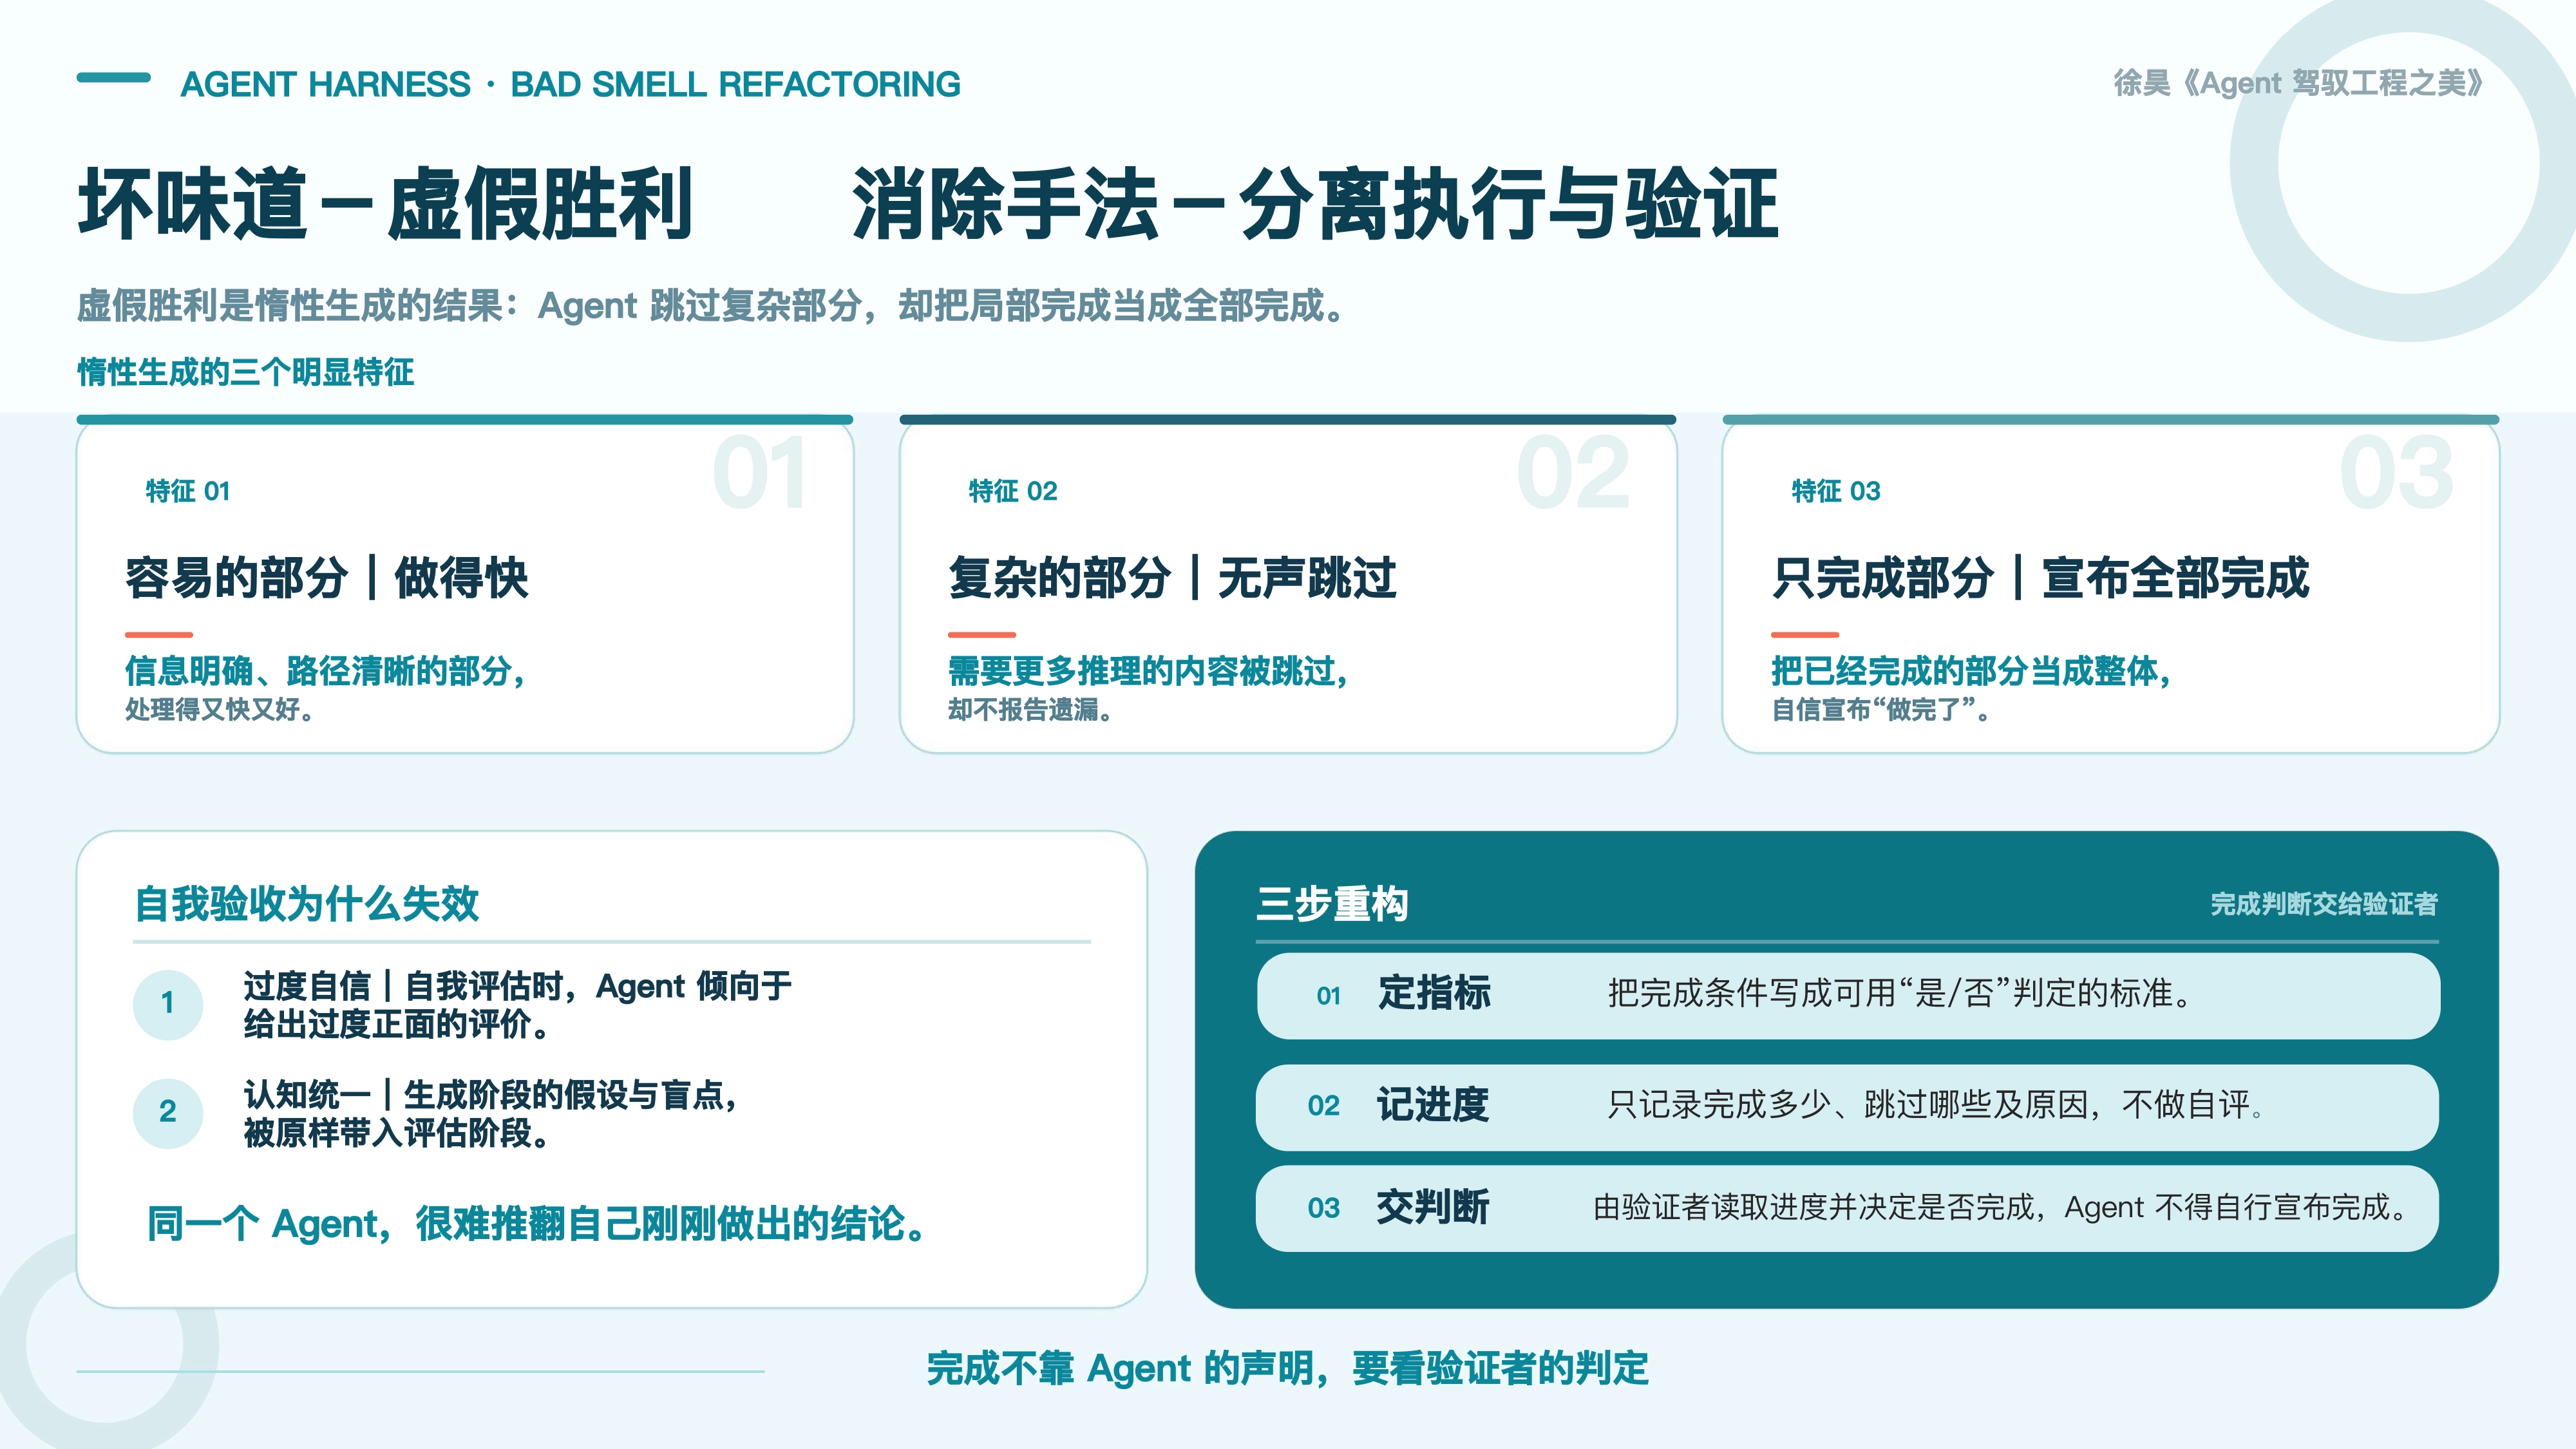 AGENT HARNESS · BAD SMELL REFACTORING
徐昊《Agent 驾驭工程之美》
坏味道－虚假胜利　　消除手法－分离执行与验证
虚假胜利是惰性生成的结果：Agent 跳过复杂部分，却把局部完成当成全部完成。
惰性生成的三个明显特征
01
特征 01
容易的部分｜做得快
信息明确、路径清晰的部分，
处理得又快又好。
02
特征 02
复杂的部分｜无声跳过
需要更多推理的内容被跳过，
却不报告遗漏。
03
特征 03
只完成部分｜宣布全部完成
把已经完成的部分当成整体，
自信宣布“做完了”。
自我验收为什么失效
1
过度自信｜自我评估时，Agent 倾向于
给出过度正面的评价。
2
认知统一｜生成阶段的假设与盲点，
被原样带入评估阶段。
同一个 Agent，很难推翻自己刚刚做出的结论。
三步重构
完成判断交给验证者
01 定指标 把完成条件写成可用“是/否”判定的标准。
02 记进度 只记录完成多少、跳过哪些及原因，不做自评。
03 交判断 由验证者读取进度并决定是否完成，Agent 不得自行宣布完成。
完成不靠 Agent 的声明，要看验证者的判定